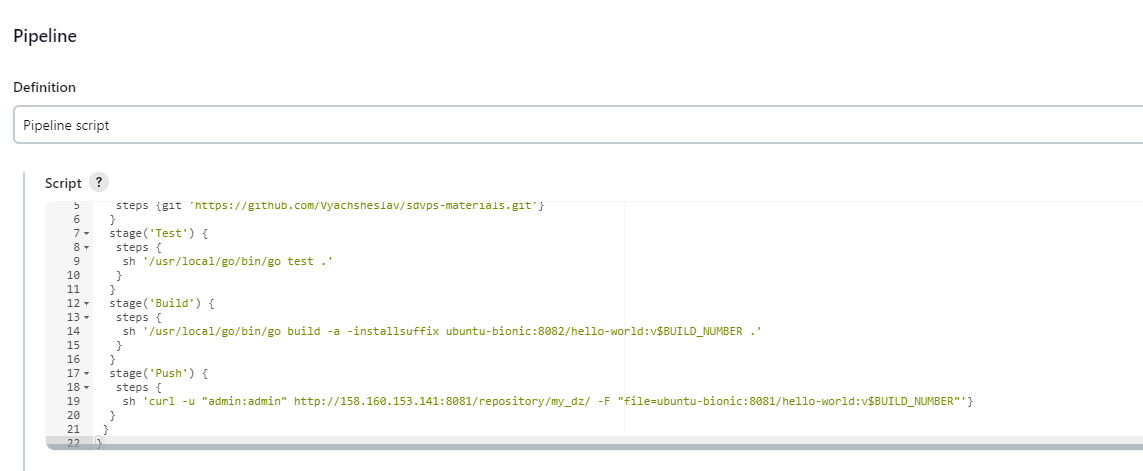 Pipeline
Definition
Pipeline script
Script ?
5 steps {git 'https://github.com/Vyachsheslav/sdvps-materials.git'}
6 }
7 stage('Test') {
8 steps {
9 sh '/usr/local/go/bin/go test .'
10 }
11 }
12 stage('Build') {
13 steps {
14 sh '/usr/local/go/bin/go build -a -installsuffix ubuntu-bionic:8082/hello-world:v$BUILD_NUMBER .'
15 }
16 }
17 stage('Push') {
18 steps {
19 sh 'curl -u "admin:admin" http://158.160.153.141:8081/repository/my_dz/ -F "file=ubuntu-bionic:8081/hello-world:v$BUILD_NUMBER"'}
20 }
21 }
22 }